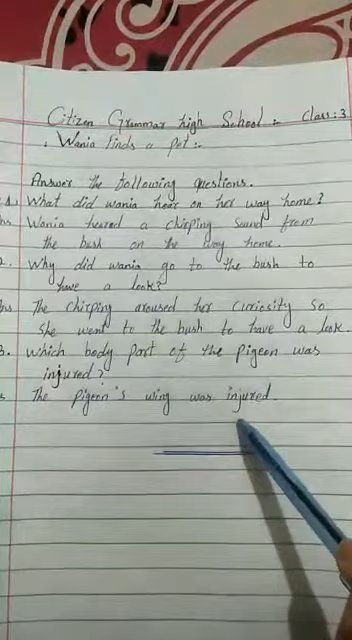 Citizen Grammar high School :- Class:3
. Wania finds a pet :-
Answer the following questions.
1. What did wania hear on her way home?
ns Wania heared a chirping sound from
the bush on the way home.
2. Why did wania go to the bush to
have a look?
Ans The chirping aroused her curiosity so
she went to the bush to have a look.
3. which body part of the pigeon was
injured?
s The pigeon's wing was injured